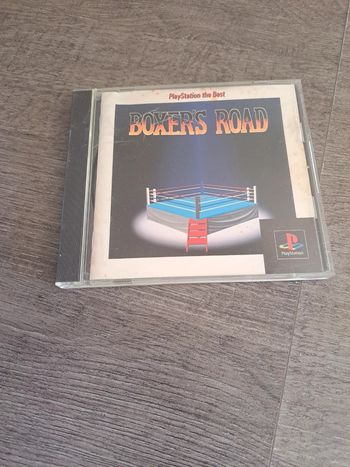 PlayStation the Best
BOXER'S ROAD
PlayStation